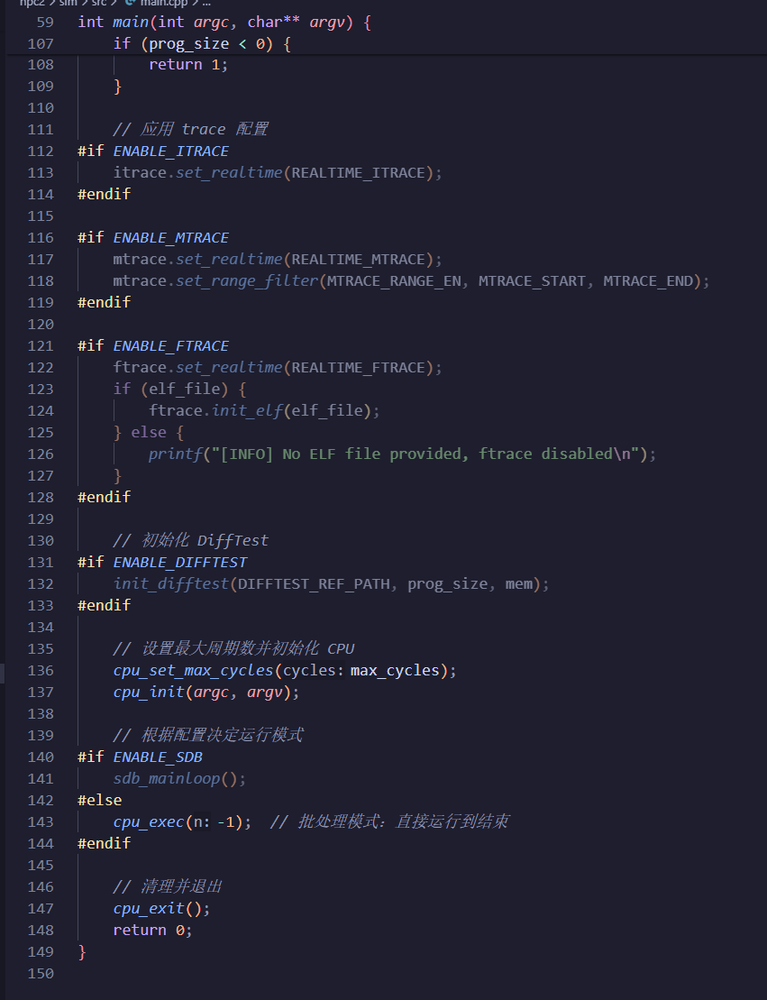 npc2 > sim > src > main.cpp > ...
59 int main(int argc, char** argv) {
107     if (prog_size < 0) {
108         return 1;
109     }
110
111     // 应用 trace 配置
112 #if ENABLE_ITRACE
113     itrace.set_realtime(REALTIME_ITRACE);
114 #endif
115
116 #if ENABLE_MTRACE
117     mtrace.set_realtime(REALTIME_MTRACE);
118     mtrace.set_range_filter(MTRACE_RANGE_EN, MTRACE_START, MTRACE_END);
119 #endif
120
121 #if ENABLE_FTRACE
122     ftrace.set_realtime(REALTIME_FTRACE);
123     if (elf_file) {
124         ftrace.init_elf(elf_file);
125     } else {
126         printf("[INFO] No ELF file provided, ftrace disabled\n");
127     }
128 #endif
129
130     // 初始化 DiffTest
131 #if ENABLE_DIFFTEST
132     init_difftest(DIFFTEST_REF_PATH, prog_size, mem);
133 #endif
134
135     // 设置最大周期数并初始化 CPU
136     cpu_set_max_cycles(cycles: max_cycles);
137     cpu_init(argc, argv);
138
139     // 根据配置决定运行模式
140 #if ENABLE_SDB
141     sdb_mainloop();
142 #else
143     cpu_exec(n: -1);  // 批处理模式：直接运行到结束
144 #endif
145
146     // 清理并退出
147     cpu_exit();
148     return 0;
149 }
150